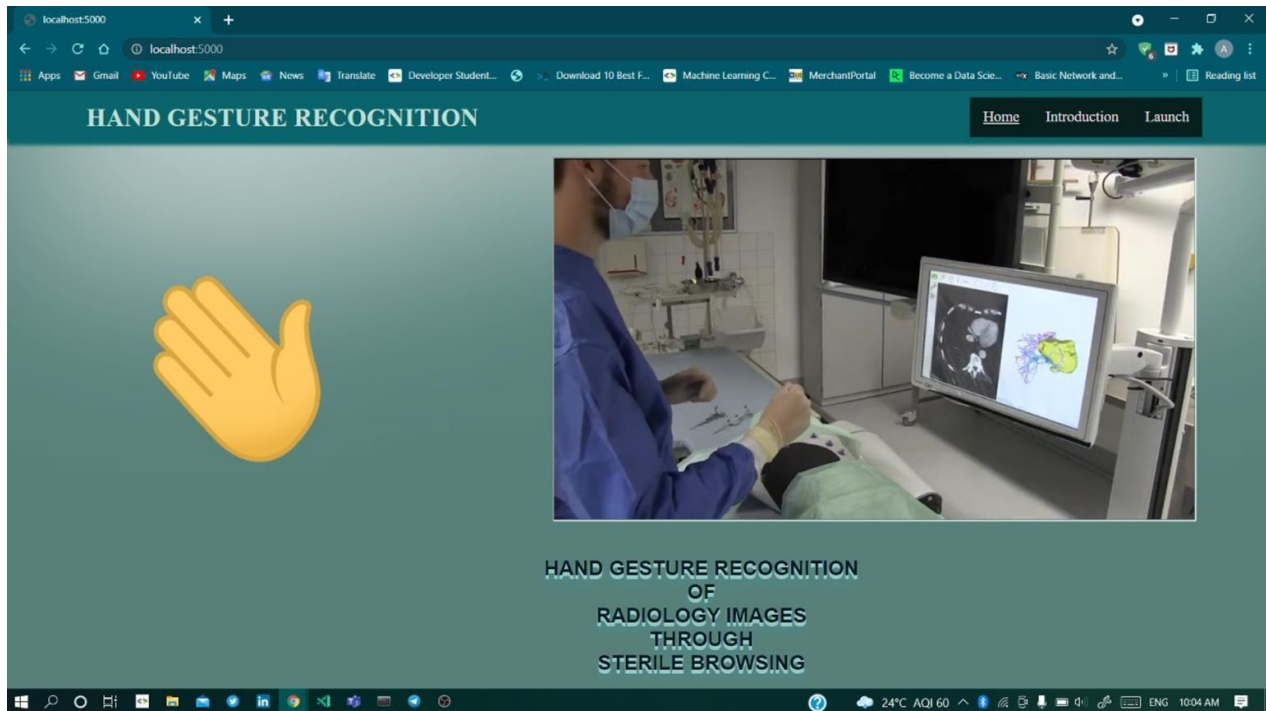 localhost:5000
localhost:5000
Apps Gmail YouTube Maps News Translate Developer Student... Download 10 Best F... Machine Learning C... MerchantPortal Become a Data Scie... Basic Network and... » Reading list
HAND GESTURE RECOGNITION
Home Introduction Launch
HAND GESTURE RECOGNITION
OF
RADIOLOGY IMAGES
THROUGH
STERILE BROWSING
24°C AQI 60 ENG 10:04 AM